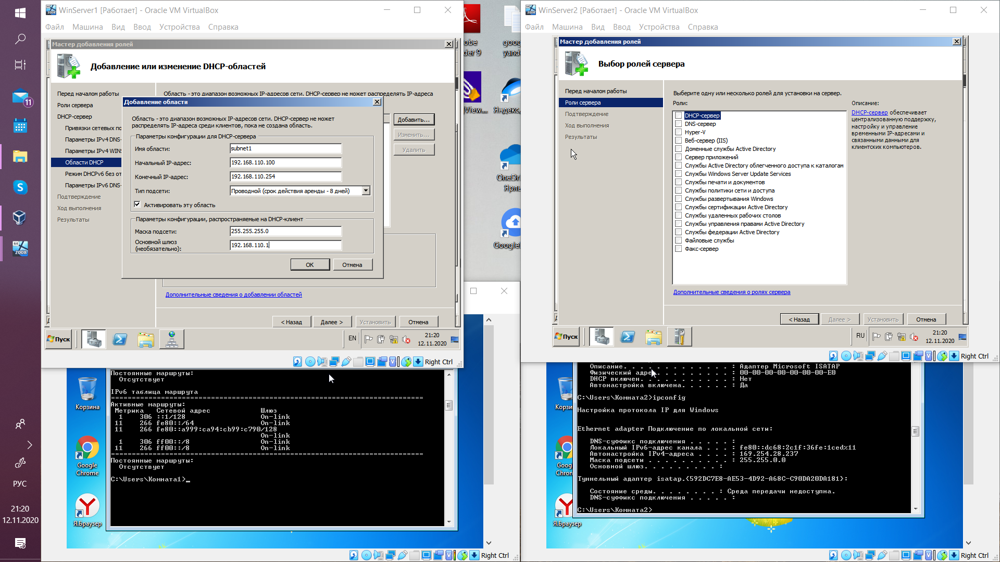 WinServer1 [Работает] - Oracle VM VirtualBox
Файл Машина Вид Ввод Устройства Справка
Мастер добавления ролей
Добавление или изменение DHCP-областей
Перед началом работы
Роли сервера
DHCP-сервер
Привязки сетевых по
Параметры IPv4 DNS-
Параметры IPv4 WIN
Области DHCP
Режим DHCPv6 без от
Параметры IPv6 DNS-
Подтверждение
Ход выполнения
Результаты
Область - это диапазон возможных IP-адресов сети. DHCP-сервер не может распределять IP-адреса
Добавить...
Изменить...
Удалить
Добавление области
Область - это диапазон возможных IP-адресов сети. DHCP-сервер не может
распределять IP-адреса среди клиентов, пока не создана область.
Параметры конфигурации для DHCP-сервера
Имя области: subnet1
Начальный IP-адрес: 192.168.110.100
Конечный IP-адрес: 192.168.110.254
Тип подсети: Проводной (срок действия аренды - 8 дней)
Активировать эту область
Параметры конфигурации, распространяемые на DHCP-клиент
Маска подсети: 255.255.255.0
Основной шлюз
(необязательно): 192.168.110.1
ОК Отмена
Дополнительные сведения о добавлении областей
< Назад Далее > Установить Отмена
Пуск
EN
21:20
12.11.2020
Right Ctrl
obe
der 9
goog
yand
View....
Яндекс,
OneDr
Ярлы
Google
WinServer2 [Работает] - Oracle VM VirtualBox
Файл Машина Вид Ввод Устройства Справка
Мастер добавления ролей
Выбор ролей сервера
Перед началом работы
Роли сервера
Подтверждение
Ход выполнения
Результаты
Выберите одну или несколько ролей для установки на сервер.
Роли:
DHCP-сервер
DNS-сервер
Hyper-V
Веб-сервер (IIS)
Доменные службы Active Directory
Сервер приложений
Службы Active Directory облегченного доступа к каталогам
Службы Windows Server Update Services
Службы печати и документов
Службы политики сети и доступа
Службы развертывания Windows
Службы сертификации Active Directory
Службы удаленных рабочих столов
Службы управления правами Active Directory
Службы федерации Active Directory
Файловые службы
Факс-сервер
Описание:
DHCP-сервер обеспечивает
централизованную поддержку,
настройку и управление
временными IP-адресами и
связанными данными для
клиентских компьютеров.
Дополнительные сведения о ролях сервера
< Назад Далее > Установить Отмена
Пуск
RU
21:20
12.11.2020
Right Ctrl
Корзина
Google
Chrome
Я.Браузер
Постоянные маршруты:
Отсутствует
IPv6 таблица маршрута
===========================================================================
Активные маршруты:
Метрика Сетевой адрес Шлюз
1 306 ::1/128 On-link
11 266 fe80::/64 On-link
11 266 fe80::a999:ca94:cb99:c790/128
On-link
1 306 ff00::/8 On-link
11 266 ff00::/8 On-link
===========================================================================
Постоянные маршруты:
Отсутствует
C:\Users\Комната1>_
Right Ctrl
Корзи
Goog
Chron
Я.Браузер
Описание. . . . . . . . . . . . . : Адаптер Microsoft ISATAP
Физический адре. . . . . . . . . : 00-00-00-00-00-00-00-E0
DHCP включен. . . . . . . . . . . : Нет
Автонастройка включена. . . . . . : Да
C:\Users\Комната2>ipconfig
Настройка протокола IP для Windows
Ethernet adapter Подключение по локальной сети:
DNS-суффикс подключения . . . . . :
Локальный IPv6-адрес канала . . . : fe80::dc68:2c1f:36fe:1ced%11
Автонастройка IPv4-адреса . . . . : 169.254.28.237
Маска подсети . . . . . . . . . . : 255.255.0.0
Основной шлюз. . . . . . . . . :
Туннельный адаптер isatap.{592DC7E8-AE53-4D92-A68C-C90DA20DA181}:
Состояние среды. . . . . . . . : Среда передачи недоступна.
DNS-суффикс подключения . . . . . :
C:\Users\Комната2>
Right Ctrl
11
64
2008
РУС
21:20
12.11.2020